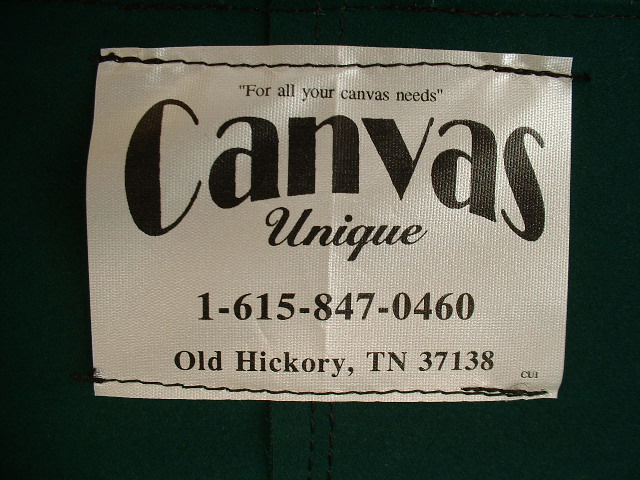 "For all your canvas needs"
Canvas
Unique
1-615-847-0460
Old Hickory, TN 37138
CU1